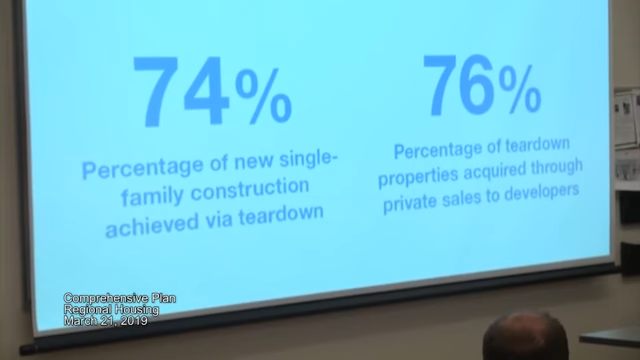 74%
Percentage of new single-
family construction
achieved via teardown
76%
Percentage of teardown
properties acquired through
private sales to developers
Comprehensive Plan
Regional Housing
March 21, 2019